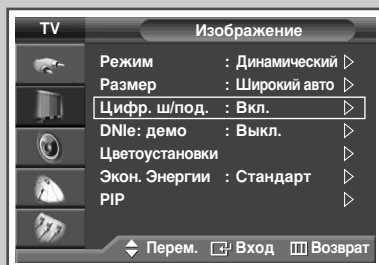 TV Изображение
Режим : Динамический
Размер : Широкий авто
Цифр. ш/под. : Вкл.
DNIe: демо : Выкл.
Цветоустановки
Экон. Энергии : Стандарт
PIP
Перем. Вход Возврат